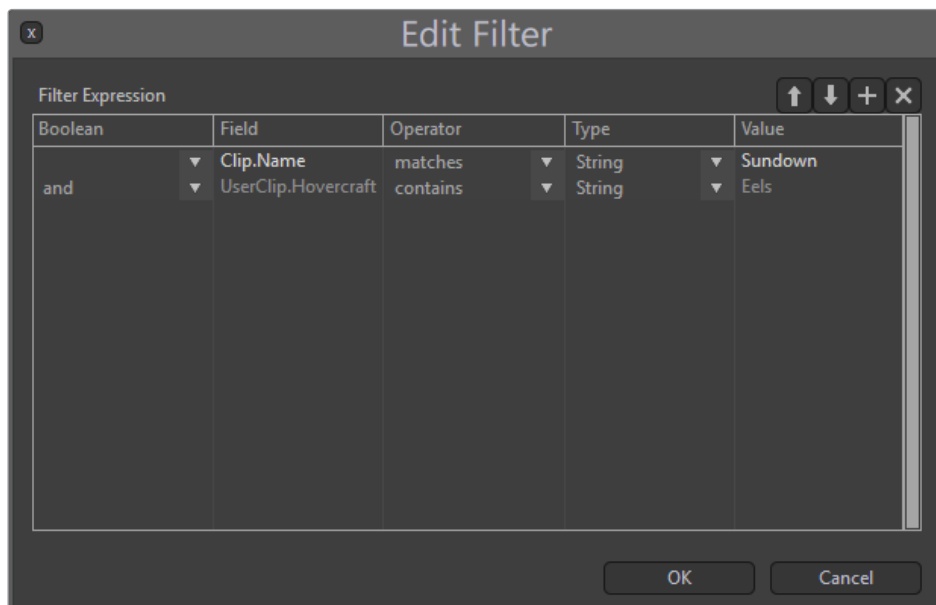 x
Edit Filter
Filter Expression
Boolean Field Operator Type Value
Clip.Name matches String Sundown
and UserClip.Hovercraft contains String Eels
OK Cancel